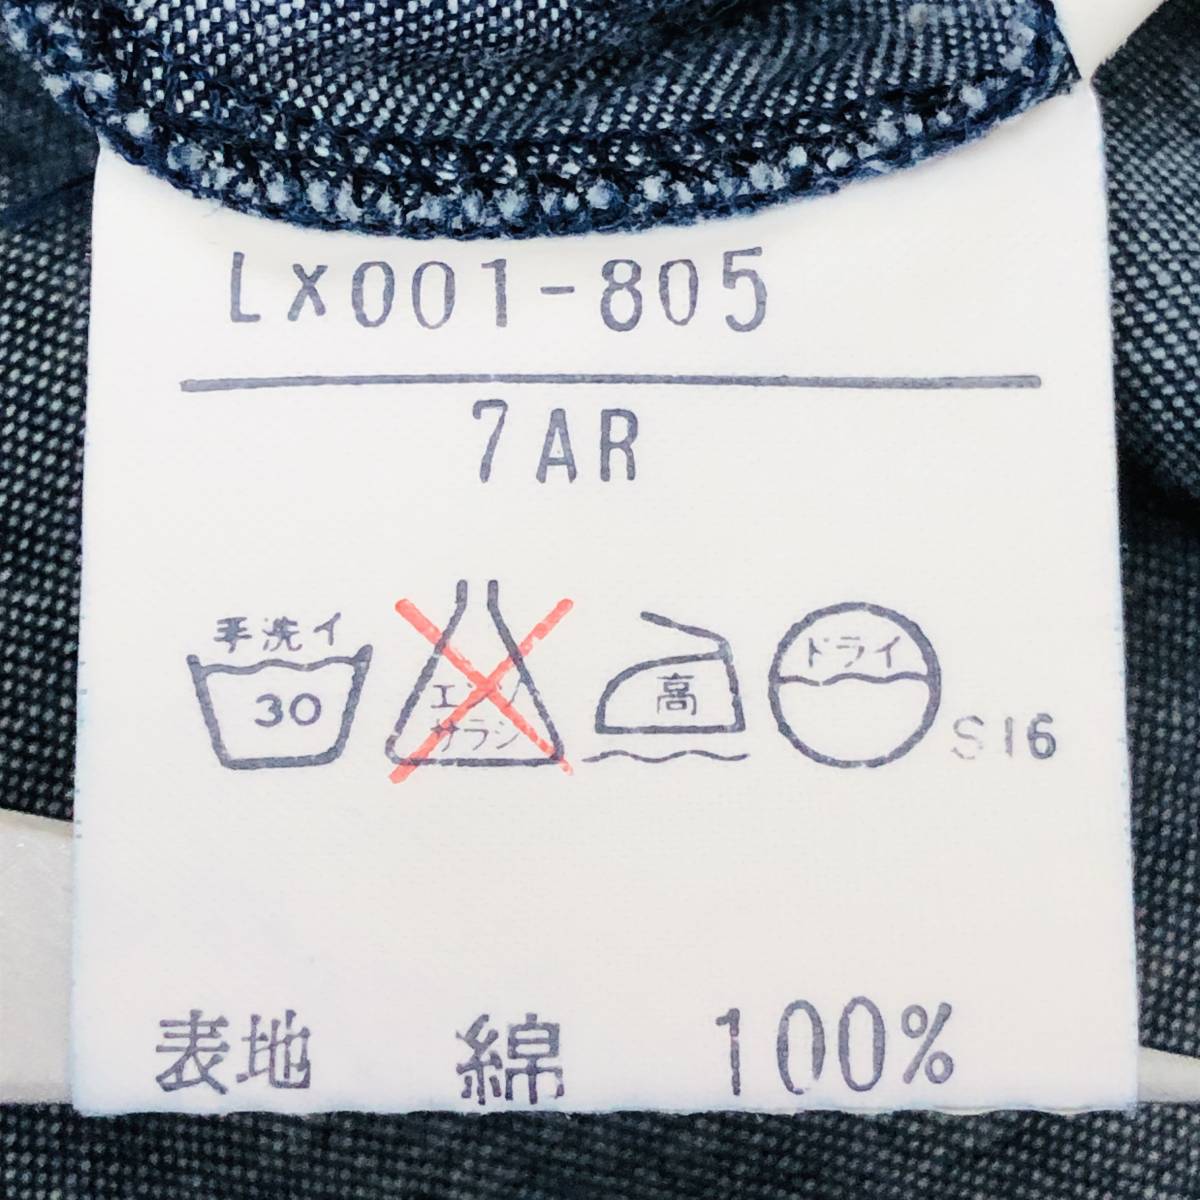 LX001-805
7AR
手洗イ
30
エンソ
サラシ
高
ドライ
S16
表地 綿 100%